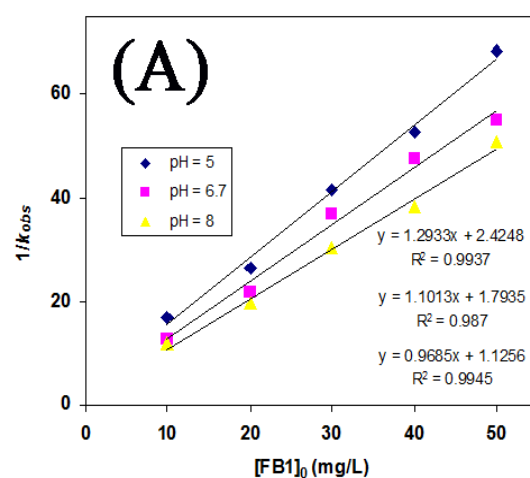 (A)
60
40
20
0
1/kobs
pH = 5
pH = 6.7
pH = 8
y = 1.2933x + 2.4248
R² = 0.9937
y = 1.1013x + 1.7935
R² = 0.987
y = 0.9685x + 1.1256
R² = 0.9945
0 10 20 30 40 50
[FB1]₀ (mg/L)